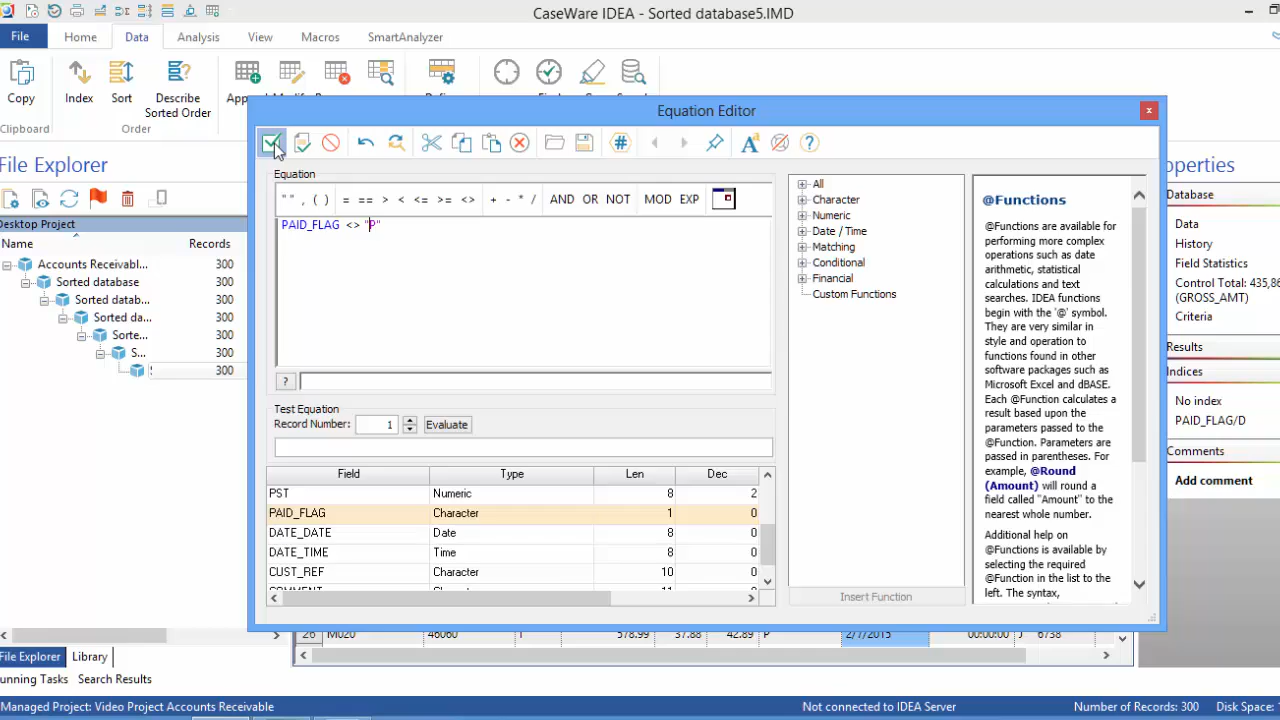 CaseWare IDEA - Sorted database5.IMD
File Home Data Analysis View Macros SmartAnalyzer
Copy Index Sort Describe Sorted Order
Order
Equation Editor
File Explorer
Properties
Desktop Project
Name Records
Accounts Receivabl... 300
Sorted database 300
Sorted datab... 300
Sorted da... 300
Sorte... 300
S... 300
300
Equation
"" , ( ) = == > < <= >= <> + - * / AND OR NOT MOD EXP
PAID_FLAG <> "P"
?
Test Equation
Record Number: 1 Evaluate
Field Type Len Dec
PST Numeric 8 2
PAID_FLAG Character 1 0
DATE_DATE Date 8 0
DATE_TIME Time 8 0
CUST_REF Character 10 0
All
Character
Numeric
Date / Time
Matching
Conditional
Financial
Custom Functions
Insert Function
@Functions
@Functions are available for
performing more complex
operations such as date
arithmetic, statistical
calculations and text
searches. IDEA functions
begin with the '@' symbol.
They are very similar in
style and operation to
functions found in other
software packages such as
Microsoft Excel and dBASE.
Each @Function calculates a
result based upon the
parameters passed to the
@Function. Parameters are
passed in parentheses. For
example, @Round
(Amount) will round a
field called "Amount" to the
nearest whole number.
Additional help on
@Functions is available by
selecting the required
@Function in the list to the
left. The syntax,
Database
Data
History
Field Statistics
Control Total: 435,86
(GROSS_AMT)
Criteria
Results
Indices
No index
PAID_FLAG/D
Comments
Add comment
26 M020 46060 578.99 37.88 42.89 P 2/7/2015 00:00:00 J 6738
File Explorer Library
unning Tasks Search Results
Managed Project: Video Project Accounts Receivable Not connected to IDEA Server Number of Records: 300 Disk Space: